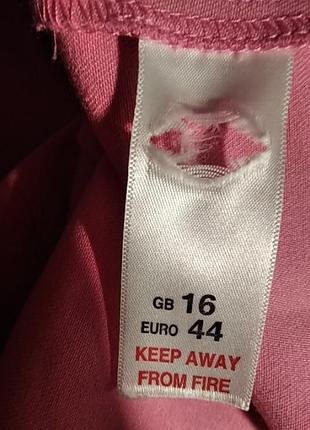 GB 16
EURO 44
KEEP AWAY
FROM FIRE